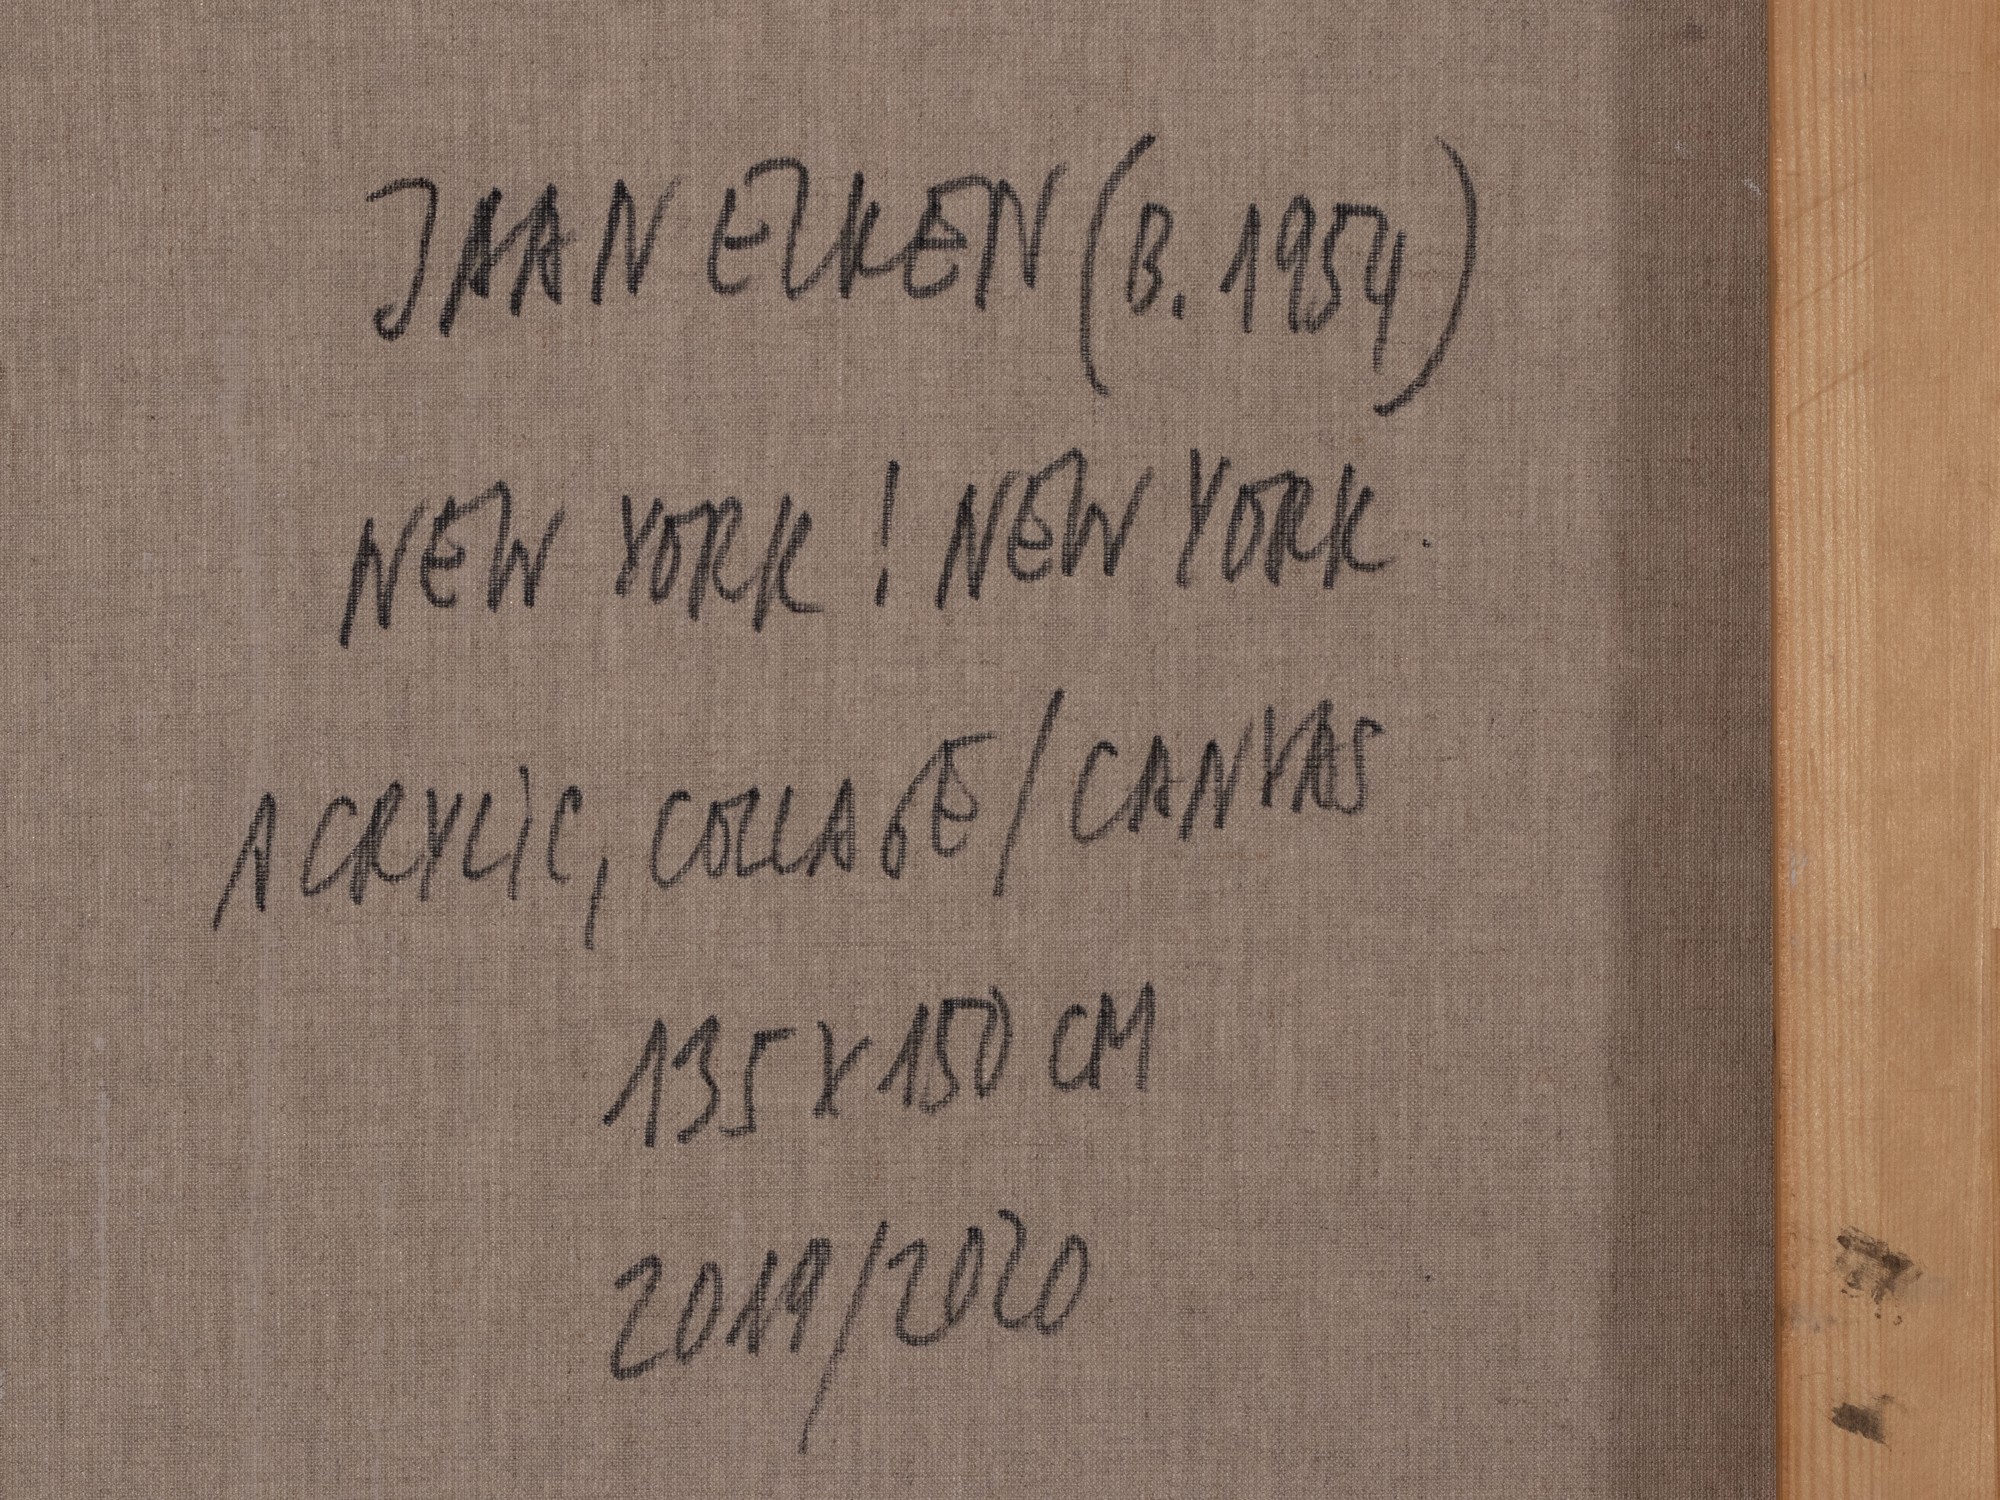 JAAN ELKEN (B. 1954)
NEW YORK! NEW YORK.
ACRYLIC, COLLAGE/CANVAS
135 X 150 CM
2019/2020